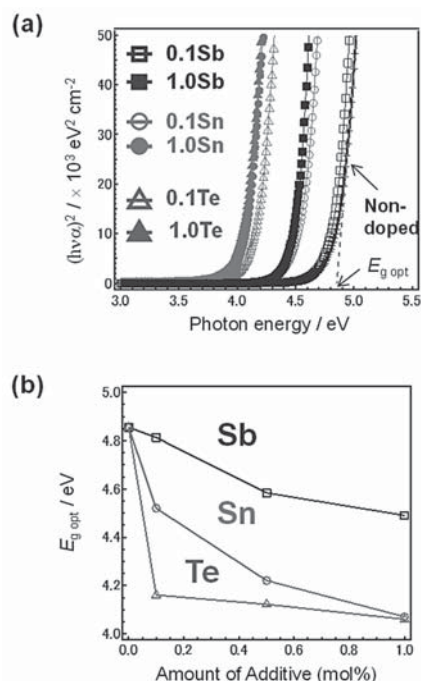 (a)
0.1Sb
1.0Sb
0.1Sn
1.0Sn
0.1Te
1.0Te
Non-
doped
E g opt
50
40
30
20
10
0
(hνα)² / × 10³ eV² cm⁻²
3.0 3.5 4.0 4.5 5.0 5.5
Photon energy / eV
(b)
Sb
Sn
Te
5.0
4.8
4.6
4.4
4.2
4.0
E g opt / eV
0.0 0.2 0.4 0.6 0.8 1.0
Amount of Additive (mol%)